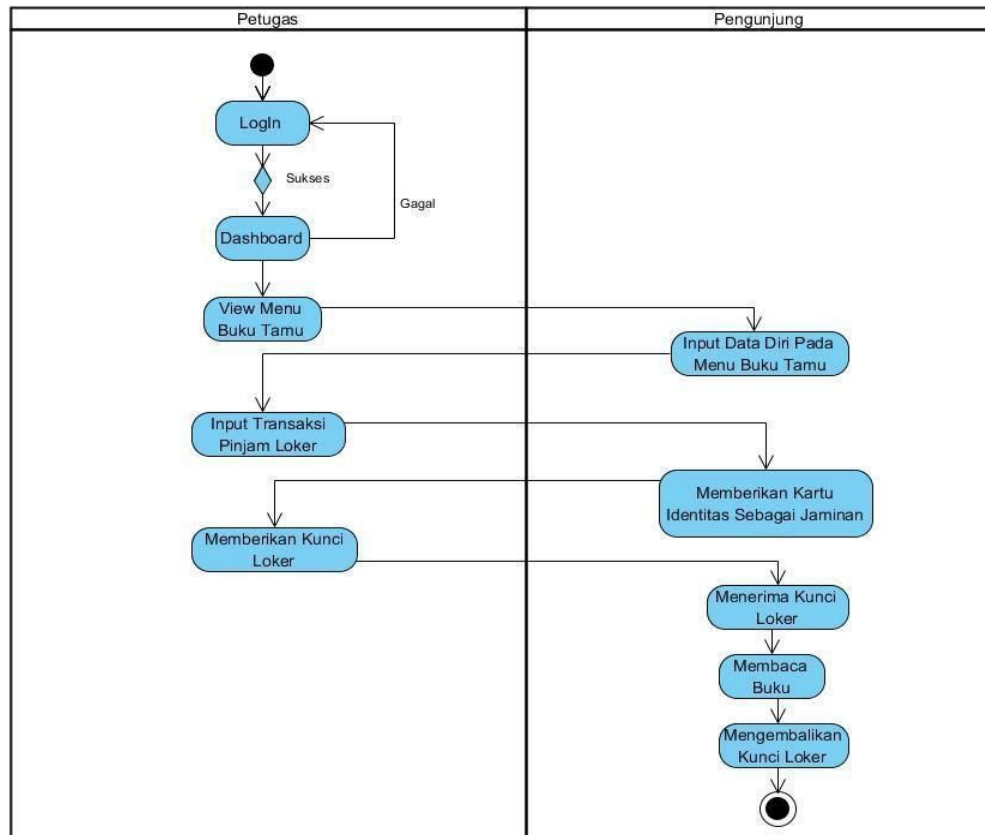 Petugas
Pengunjung
LogIn
Sukses
Gagal
Dashboard
View Menu
Buku Tamu
Input Data Diri Pada
Menu Buku Tamu
Input Transaksi
Pinjam Loker
Memberikan Kartu
Identitas Sebagai Jaminan
Memberikan Kunci
Loker
Menerima Kunci
Loker
Membaca
Buku
Mengembalikan
Kunci Loker